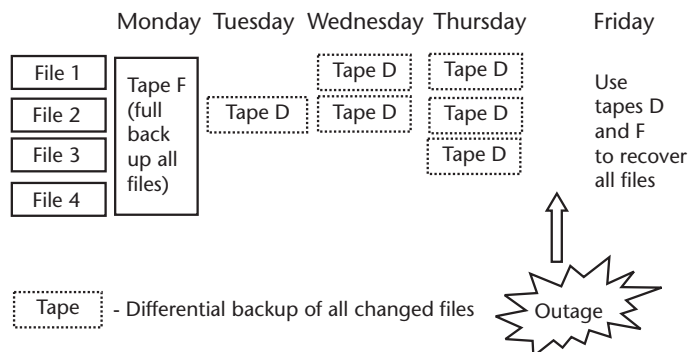 Monday Tuesday Wednesday Thursday Friday
File 1
File 2
File 3
File 4
Tape F
(full
back
up all
files)
Tape D
Tape D
Tape D
Tape D
Tape D
Tape D
Use
tapes D
and F
to recover
all files
Tape - Differential backup of all changed files
Outage